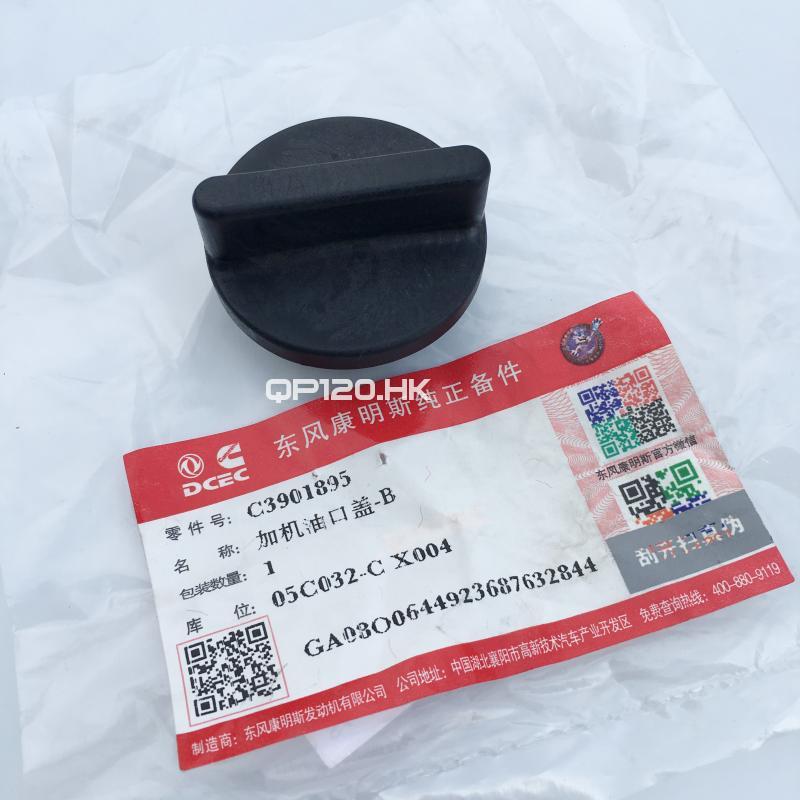 QP120.HK
东风康明斯纯正备件
DCEC
零件号: C3901895
名 称: 加机油口盖-B
包装数量: 1
库 位: 05C032-C X004
GA08O0644923687632844
东风康明斯官方微信
刮开扫真伪
制造商：东风康明斯发动机有限公司 公司地址：中国湖北襄阳市高新技术汽车产业开发区 免费查询热线：400-880-9119